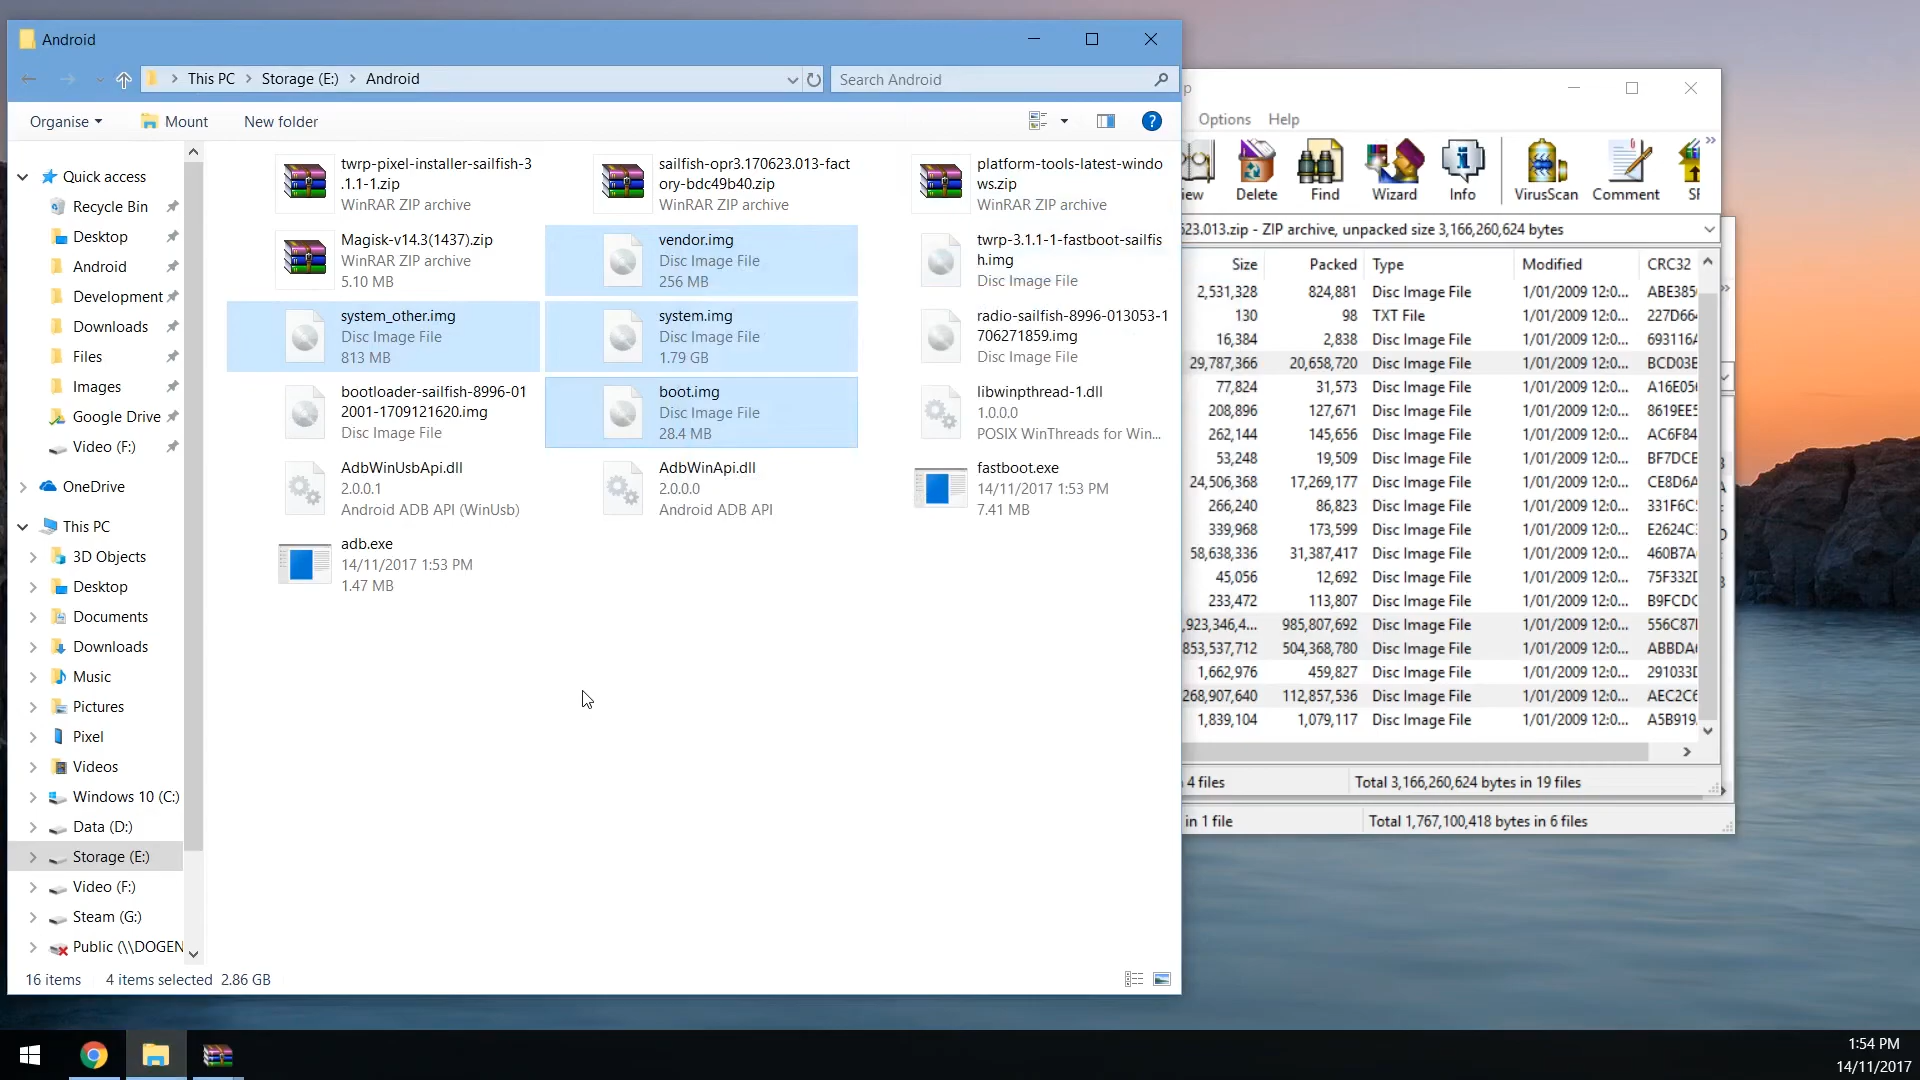 Android
This PC
Storage (E:)
Android
Search Android
Organise
Mount
New folder
Quick access
Recycle Bin
Desktop
Android
Development
Downloads
Files
Images
Google Drive
Video (F:)
OneDrive
This PC
3D Objects
Desktop
Documents
Downloads
Music
Pictures
Pixel
Videos
Windows 10 (C:)
Data (D:)
Storage (E:)
Video (F:)
Steam (G:)
Public (\\DOGEN
twrp-pixel-installer-sailfish-3
.1.1-1.zip
WinRAR ZIP archive
sailfish-opr3.170623.013-fact
ory-bdc49b40.zip
WinRAR ZIP archive
platform-tools-latest-windo
ws.zip
WinRAR ZIP archive
Magisk-v14.3(1437).zip
WinRAR ZIP archive
5.10 MB
vendor.img
Disc Image File
256 MB
twrp-3.1.1-1-fastboot-sailfis
h.img
Disc Image File
system_other.img
Disc Image File
813 MB
system.img
Disc Image File
1.79 GB
radio-sailfish-8996-013053-1
706271859.img
Disc Image File
bootloader-sailfish-8996-01
2001-1709121620.img
Disc Image File
boot.img
Disc Image File
28.4 MB
libwinpthread-1.dll
1.0.0.0
POSIX WinThreads for Win...
AdbWinUsbApi.dll
2.0.0.1
Android ADB API (WinUsb)
AdbWinApi.dll
2.0.0.0
Android ADB API
fastboot.exe
14/11/2017 1:53 PM
7.41 MB
adb.exe
14/11/2017 1:53 PM
1.47 MB
16 items 4 items selected 2.86 GB
Options Help
Delete Find Wizard Info VirusScan Comment
623.013.zip - ZIP archive, unpacked size 3,166,260,624 bytes
Size Packed Type Modified CRC32
2,531,328 824,881 Disc Image File 1/01/2009 12:0... ABE385
130 98 TXT File 1/01/2009 12:0... 227D66
16,384 2,838 Disc Image File 1/01/2009 12:0... 693116
29,787,366 20,658,720 Disc Image File 1/01/2009 12:0... BCD03
77,824 31,573 Disc Image File 1/01/2009 12:0... A16E05
208,896 127,671 Disc Image File 1/01/2009 12:0... 8619EE
262,144 145,656 Disc Image File 1/01/2009 12:0... AC6F84
53,248 19,509 Disc Image File 1/01/2009 12:0... BF7DC
24,506,368 17,269,177 Disc Image File 1/01/2009 12:0... CE8D6
266,240 86,823 Disc Image File 1/01/2009 12:0... 331F6C
339,968 173,599 Disc Image File 1/01/2009 12:0... E2624C
58,638,336 31,387,417 Disc Image File 1/01/2009 12:0... 460B7A
45,056 12,692 Disc Image File 1/01/2009 12:0... 75F332
233,472 113,807 Disc Image File 1/01/2009 12:0... B9FCD
,923,346,4... 985,807,692 Disc Image File 1/01/2009 12:0... 556C87
853,537,712 504,368,780 Disc Image File 1/01/2009 12:0... ABBDA
1,662,976 459,827 Disc Image File 1/01/2009 12:0... 291033
268,907,640 112,857,536 Disc Image File 1/01/2009 12:0... AEC2C6
1,839,104 1,079,117 Disc Image File 1/01/2009 12:0... A5B919
4 files Total 3,166,260,624 bytes in 19 files
in 1 file Total 1,767,100,418 bytes in 6 files
1:54 PM
14/11/2017